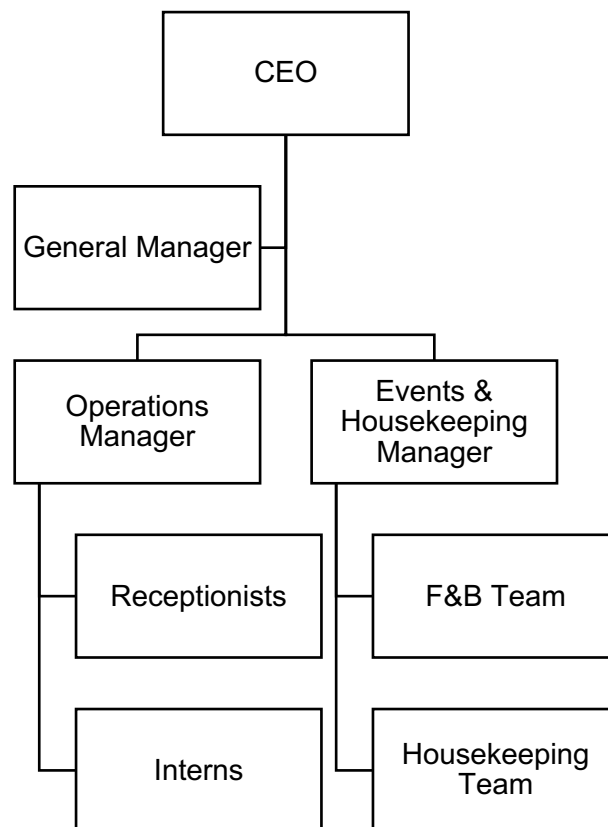 CEO
General Manager
Operations
Manager
Events &
Housekeeping
Manager
Receptionists
F&B Team
Interns
Housekeeping
Team